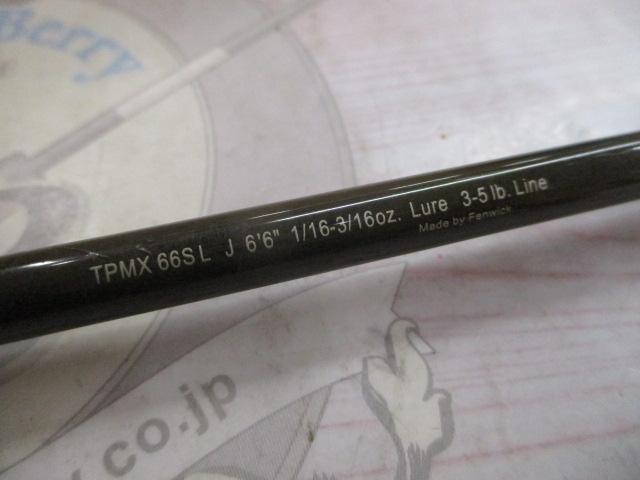 Berry
TPMX 66SL J 6'6" 1/16-3/16oz. Lure 3-5 lb. Line
Made by Fenwick
.co.jp